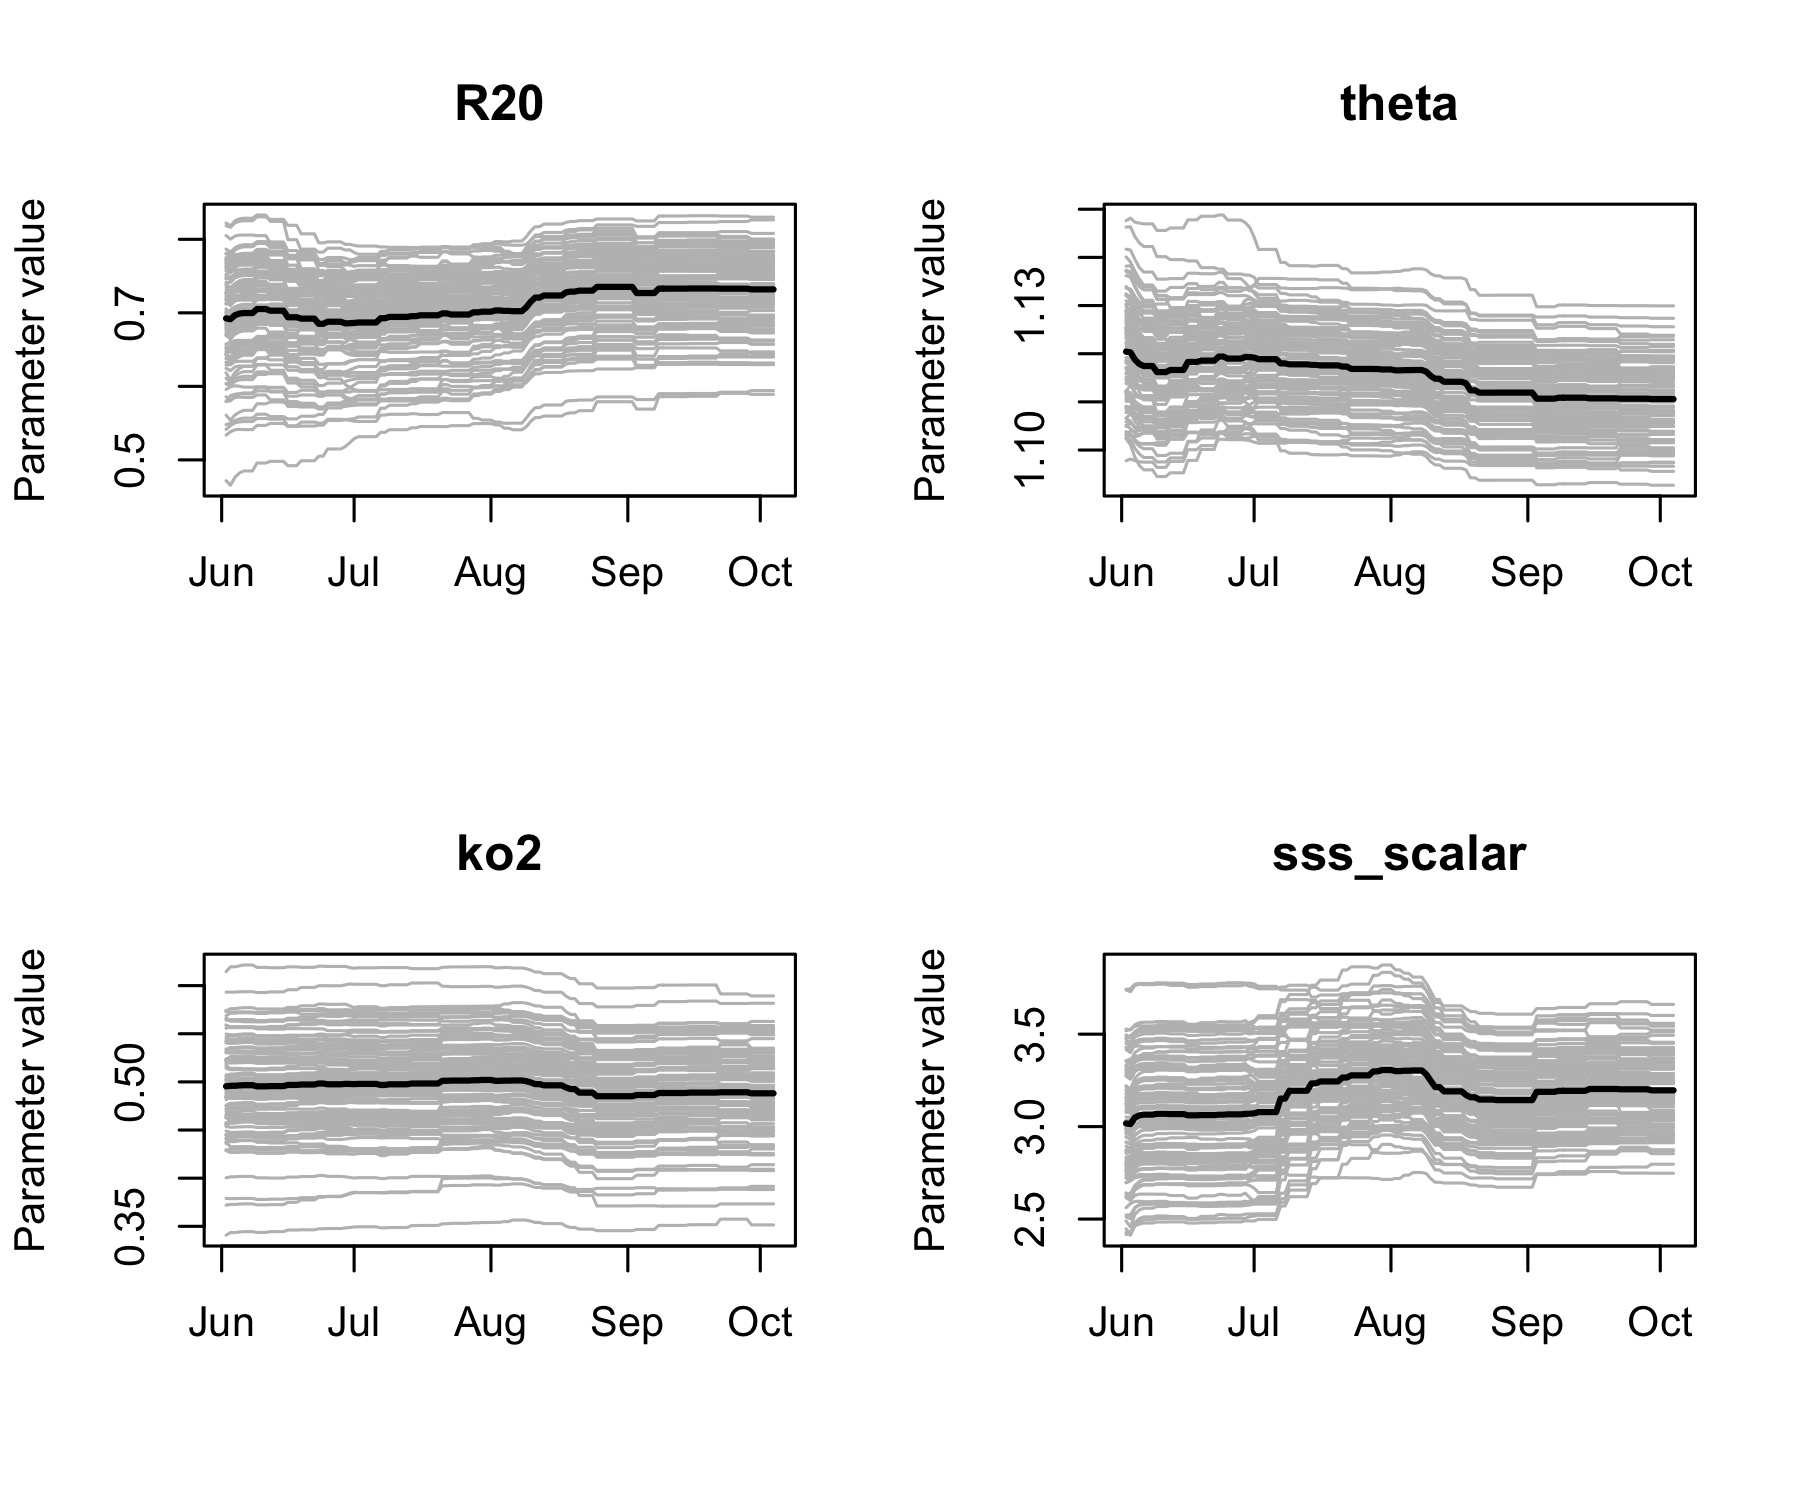 R20
Parameter value
0.7
0.5
Jun Jul Aug Sep Oct
theta
Parameter value
1.13
1.10
Jun Jul Aug Sep Oct
ko2
Parameter value
0.50
0.35
Jun Jul Aug Sep Oct
sss_scalar
Parameter value
3.5
3.0
2.5
Jun Jul Aug Sep Oct